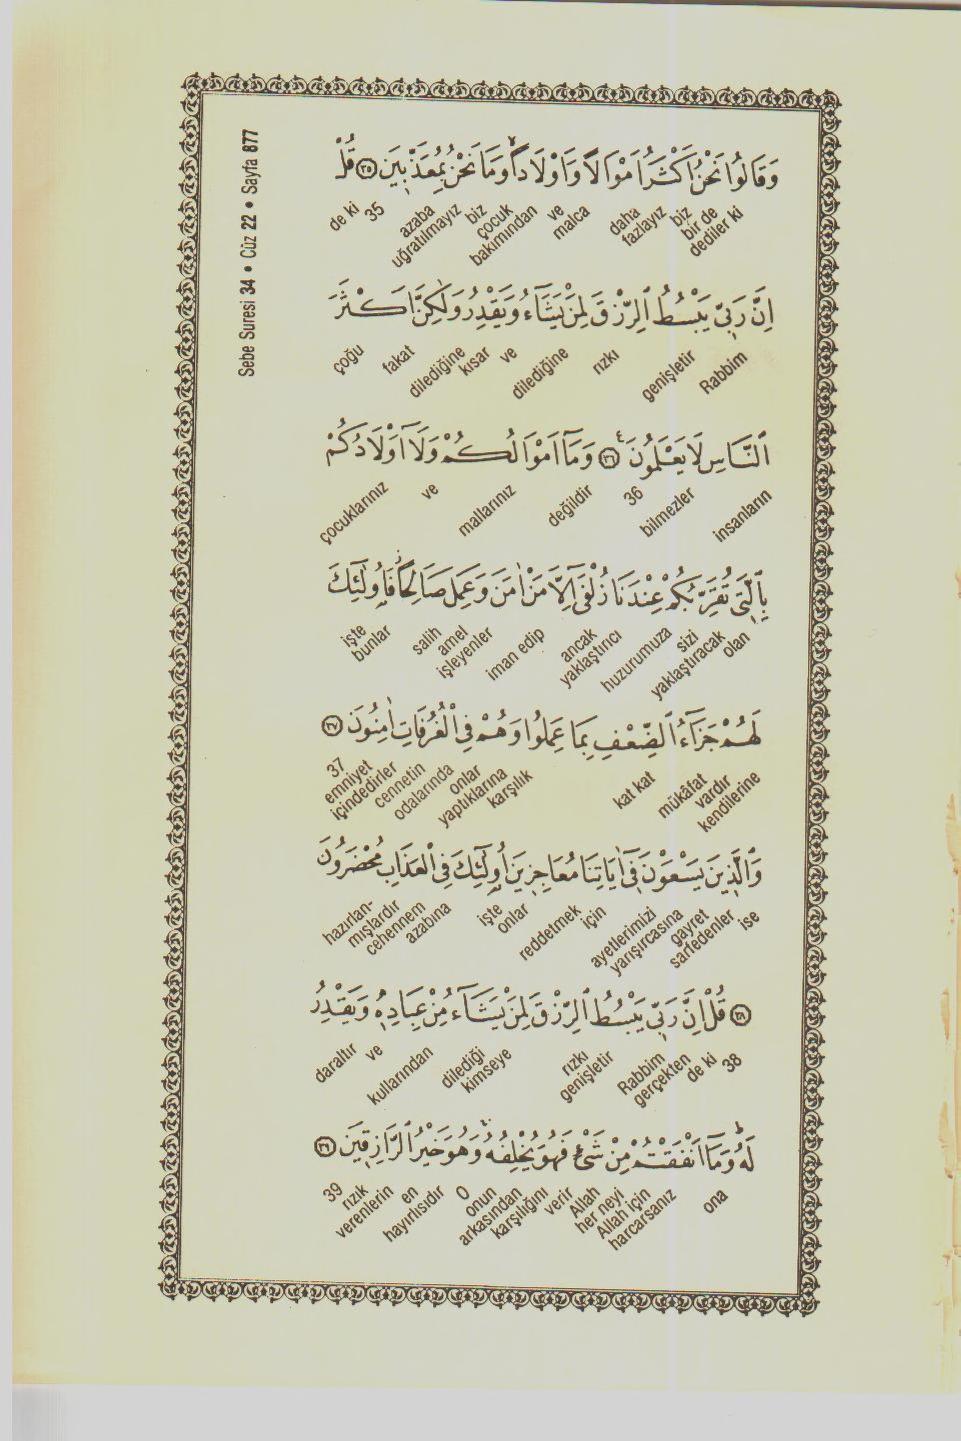 Sebe Suresi 34 • Cüz 22 • Sayfa 877
وَقَالُوا نَحْنُ اَكْثَرُ اَمْوَالًا وَاَوْلَادًاۙ وَمَا نَحْنُ بِمُعَذَّب۪ينَ ﴿٣٥﴾ قُلْ
bir de dediler ki biz daha fazlayız malca ve çocuk bakımından biz azaba uğratılmayız 35 de ki
اِنَّ رَبّ۪ي يَبْسُطُ الرِّزْقَ لِمَنْ يَشَٓاءُ وَيَقْدِرُ وَلٰكِنَّ اَكْثَرَ
Rabbim genişletir rızkı dilediğine ve kısar dilediğine fakat çoğu
النَّاسِ لَا يَعْلَمُونَ۟ ﴿٣٦﴾ وَمَٓا اَمْوَالُكُمْ وَلَٓا اَوْلَادُكُمْ
insanların bilmezler 36 değildir mallarınız ve çocuklarınız
بِالَّت۪ي تُقَرِّبُكُمْ عِنْدَنَا زُلْفٰٓى اِلَّا مَنْ اٰمَنَ وَعَمِلَ صَالِحًاۘ فَاُو۬لٰٓئِكَ
olan sizi yaklaştıracak huzurumuza ancak yaklaştırıcı iman edip salih amel işleyenler işte bunlar
لَهُمْ جَزَٓاءُ الضِّعْفِ بِمَا عَمِلُوا وَهُمْ فِي الْغُرُفَاتِ اٰمِنُونَ ﴿٣٧﴾
mükâfat vardır kendilerine kat kat yaptıklarına karşılık onlar cennetin odalarında emniyet içindedirler 37
وَالَّذ۪ينَ يَسْعَوْنَ ف۪ٓي اٰيَاتِنَا مُعَاجِز۪ينَ اُو۬لٰٓئِكَ فِي الْعَذَابِ مُحْضَرُونَ
ise ayetlerimizi yarışırcasına gayret sarfedenler reddetmek için işte onlar cehennem azabına hazırlan-mışlardır
﴿٣٨﴾ قُلْ اِنَّ رَبّ۪ي يَبْسُطُ الرِّزْقَ لِمَنْ يَشَٓاءُ مِنْ عِبَادِه۪ وَيَقْدِرُ
38 de ki Rabbim gerçekten rızkı genişletir dilediği kimseye kullarından ve daraltır
لَهُۜ وَمَٓا اَنْفَقْتُمْ مِنْ شَيْءٍ فَهُوَ يُخْلِفُهُۚ وَهُوَ خَيْرُ الرَّازِق۪ينَ ﴿٣٩﴾
ona her neyi Allah için harcarsanız Allah verir onun arkasından karşılığını O en hayırlısıdır rızık verenlerin 39